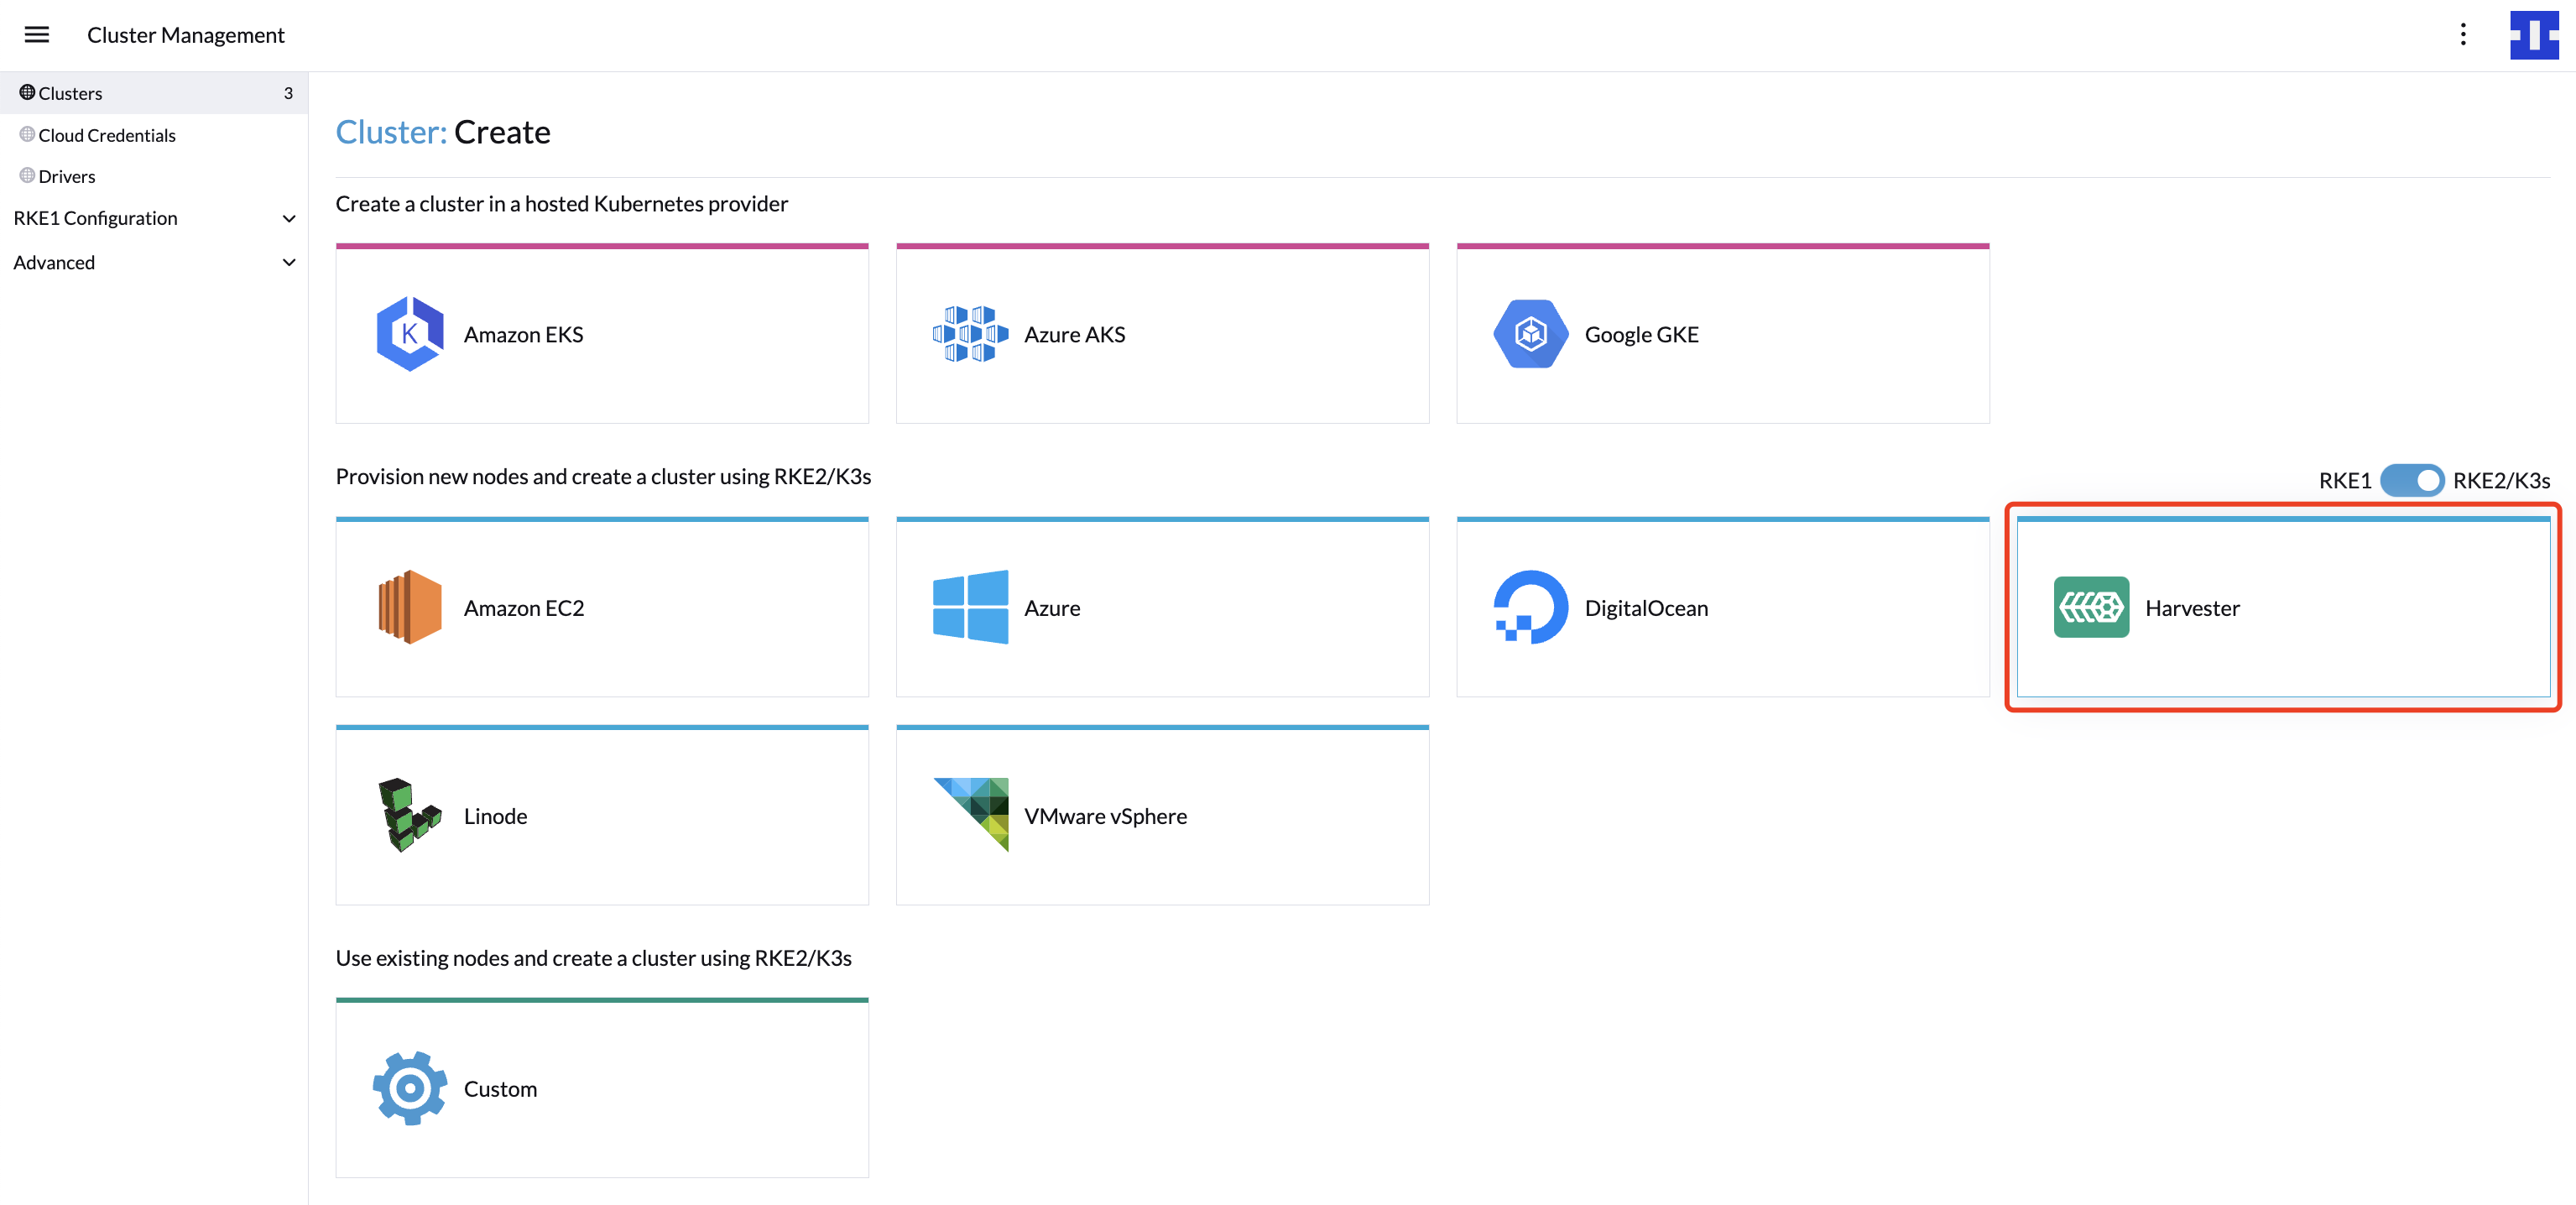 Cluster Management
Clusters 3
Cloud Credentials
Drivers
RKE1 Configuration
Advanced
Cluster: Create
Create a cluster in a hosted Kubernetes provider
K
Amazon EKS
Azure AKS
Google GKE
Provision new nodes and create a cluster using RKE2/K3s
RKE1 RKE2/K3s
Amazon EC2
Azure
DigitalOcean
Harvester
Linode
VMware vSphere
Use existing nodes and create a cluster using RKE2/K3s
Custom